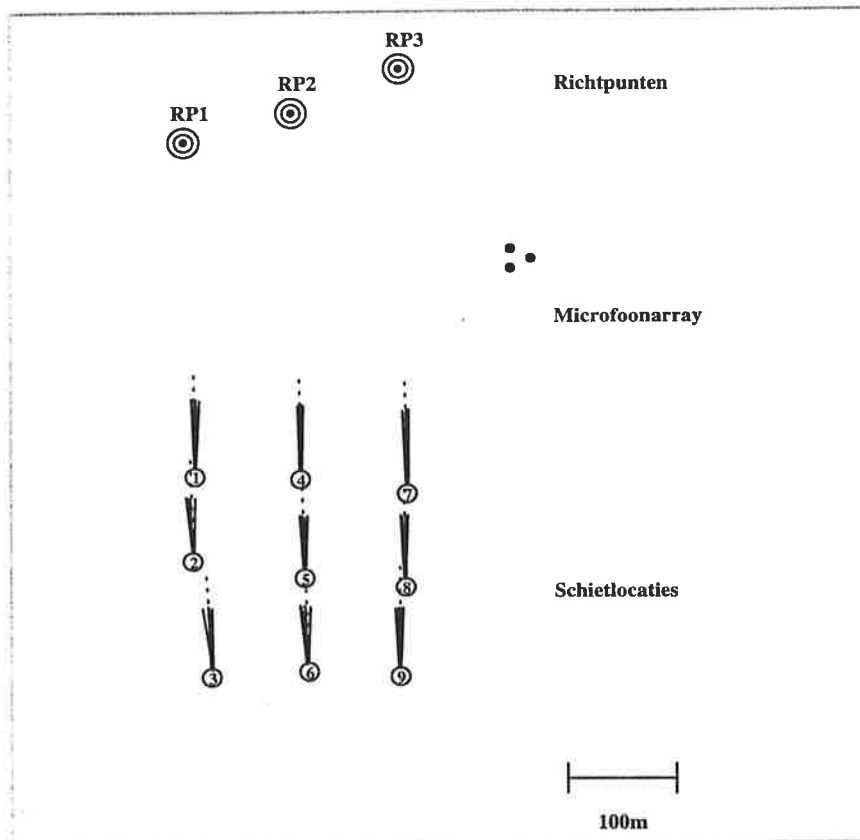 RP3
RP2
RP1
Richtpunten
Microfoonarray
1
4
7
2
5
8
Schietlocaties
3
6
9
100m